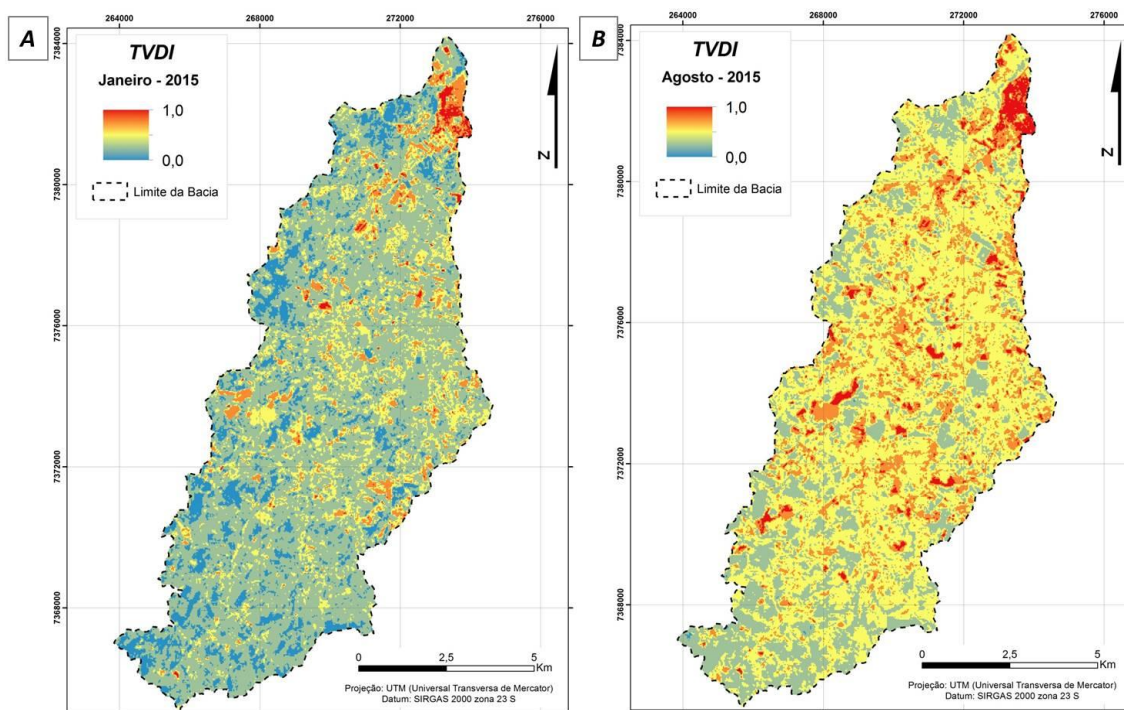 264000 268000 272000 276000
A
TVDI
Janeiro - 2015
1,0
0,0
Limite da Bacia
N
7384000
7380000
7376000
7372000
7368000
0 2,5 5
Km
Projeção: UTM (Universal Transversa de Mercator)
Datum: SIRGAS 2000 zona 23 S
264000 268000 272000 276000
B
TVDI
Agosto - 2015
1,0
0,0
Limite da Bacia
N
7384000
7380000
7376000
7372000
7368000
0 2,5 5
Km
Projeção: UTM (Universal Transversa de Mercator)
Datum: SIRGAS 2000 zona 23 S